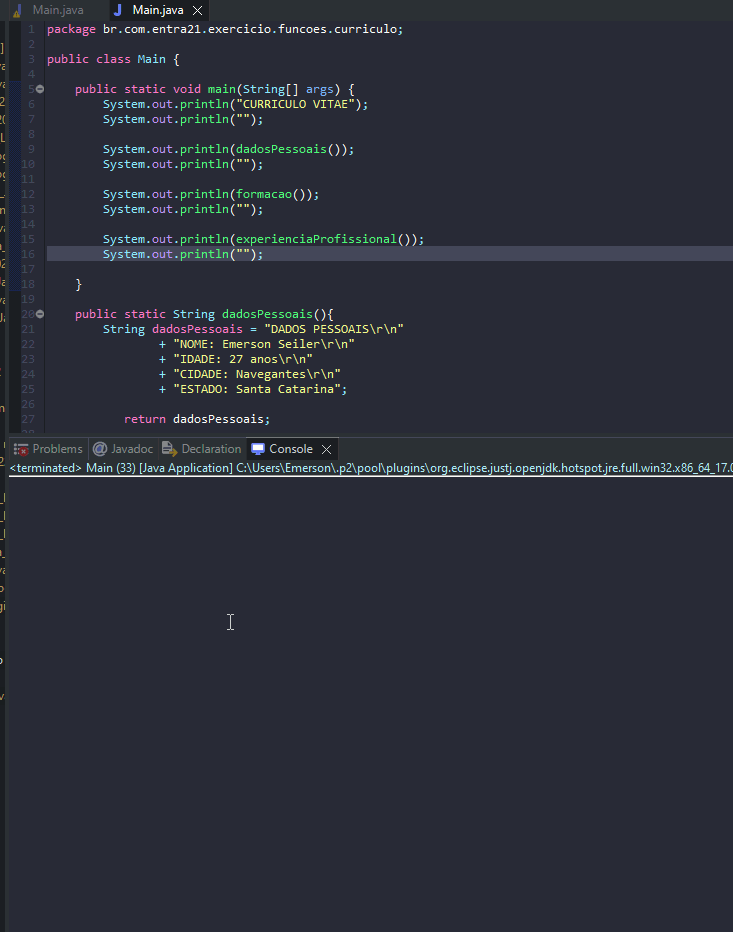 Main.java
Main.java
1 package br.com.entra21.exercicio.funcoes.curriculo;
2
3 public class Main {
4
5 public static void main(String[] args) {
6 System.out.println("CURRICULO VITAE");
7 System.out.println("");
8
9 System.out.println(dadosPessoais());
10 System.out.println("");
11
12 System.out.println(formacao());
13 System.out.println("");
14
15 System.out.println(experienciaProfissional());
16 System.out.println("");
17
18 }
19
20 public static String dadosPessoais(){
21 String dadosPessoais = "DADOS PESSOAIS\r\n"
22 + "NOME: Emerson Seiler\r\n"
23 + "IDADE: 27 anos\r\n"
24 + "CIDADE: Navegantes\r\n"
25 + "ESTADO: Santa Catarina";
26
27 return dadosPessoais;
Problems @ Javadoc Declaration Console
<terminated> Main (33) [Java Application] C:\Users\Emerson\.p2\pool\plugins\org.eclipse.justj.openjdk.hotspot.jre.full.win32.x86_64_17.0